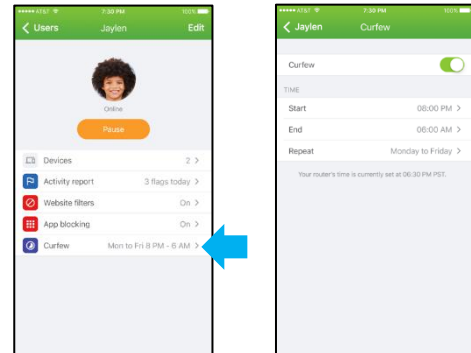 AT&T 7:30 PM 100%
Users Jaylen Edit
Online
Pause
Devices 2
Activity report 3 flags today
Website filters On
App blocking On
Curfew Mon to Fri 8 PM - 6 AM
AT&T 7:30 PM 100%
Jaylen Curfew
Curfew
TIME
Start 08:00 PM
End 06:00 AM
Repeat Monday to Friday
Your router's time is currently set at 06:30 PM PST.